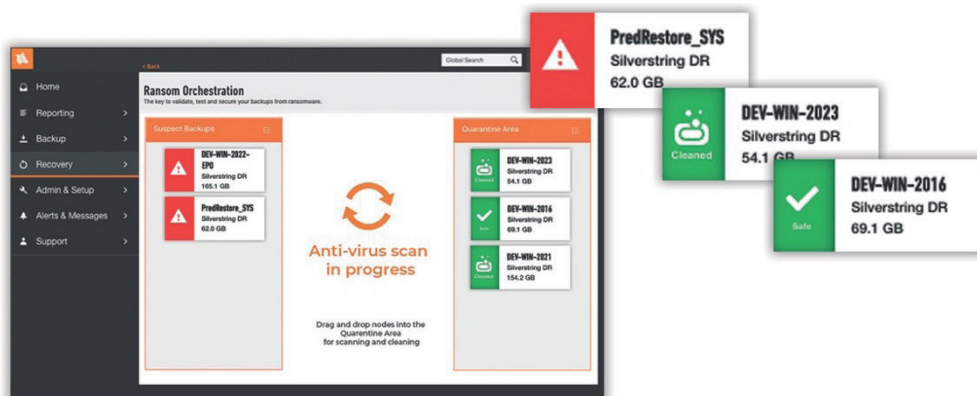 < Back
Global Search
Home
Reporting
Backup
Recovery
Admin & Setup
Alerts & Messages
Support
Ransom Orchestration
The key to validate, test and secure your backups from ransomware.
Suspect Backups
DEV-WIN-2022-
EPO
Silverstring DR
165.1 GB
PredRestore_SYS
Silverstring DR
62.0 GB
Anti-virus scan
in progress
Drag and drop nodes into the
Quarentine Area
for scanning and cleaning
Quarantine Area
DEV-WIN-2023
Silverstring DR
54.1 GB
Cleaned
DEV-WIN-2016
Silverstring DR
69.1 GB
Safe
DEV-WIN-2021
Silverstring DR
154.2 GB
Cleaned
PredRestore_SYS
Silverstring DR
62.0 GB
DEV-WIN-2023
Silverstring DR
54.1 GB
Cleaned
DEV-WIN-2016
Silverstring DR
69.1 GB
Safe